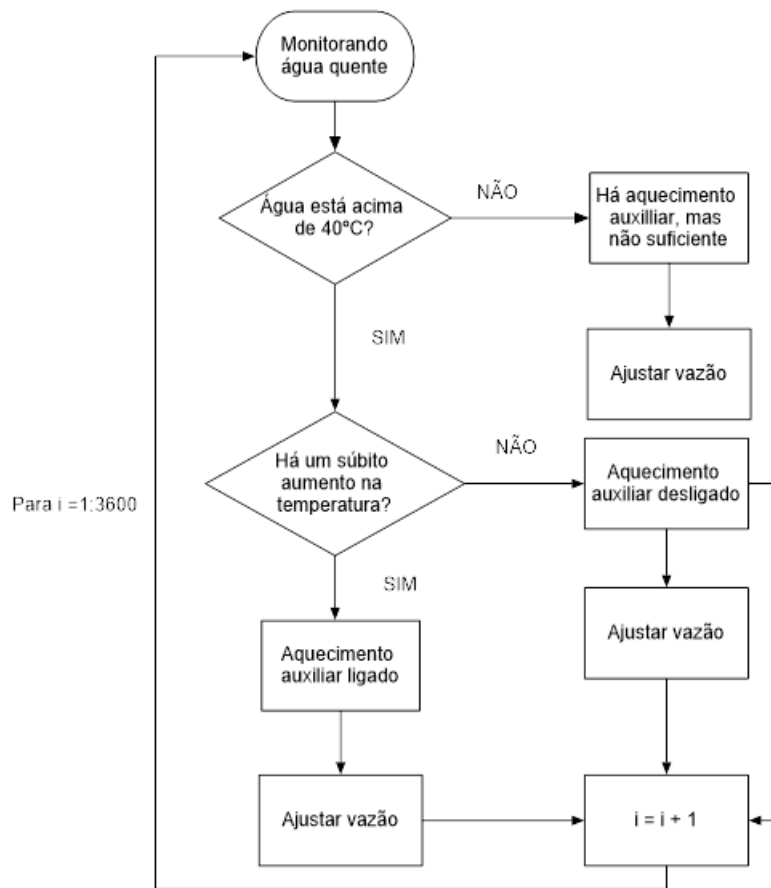 Monitorando
água quente
Água está acima
de 40ºC?
NÃO
Há aquecimento
auxilliar, mas
não suficiente
SIM
Ajustar vazão
Há um súbito
aumento na
temperatura?
NÃO
Aquecimento
auxiliar desligado
Para i =1:3600
SIM
Ajustar vazão
Aquecimento
auxiliar ligado
Ajustar vazão
i = i + 1